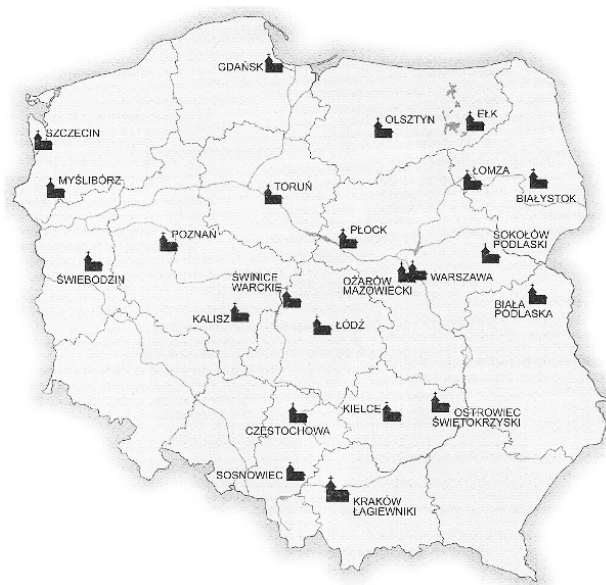 GDAŃSK
OLSZTYN
EŁK
SZCZECIN
MYŚLIBÓRZ
TORUŃ
ŁOMZA
BIAŁYSTOK
POZNAŃ
PŁOCK
SOKOŁÓW
PODLASKI
ŚWIEBODZIN
ŚWINICE
WARCKIE
OŻARÓW
MAZOWIECKI
WARSZAWA
BIAŁA
PODLASKA
KALISZ
ŁÓDŹ
CZĘSTOCHOWA
KIELCE
OSTROWIEC
ŚWIĘTOKRZYSKI
SOSNOWIEC
KRAKÓW
ŁAGIEWNIKI